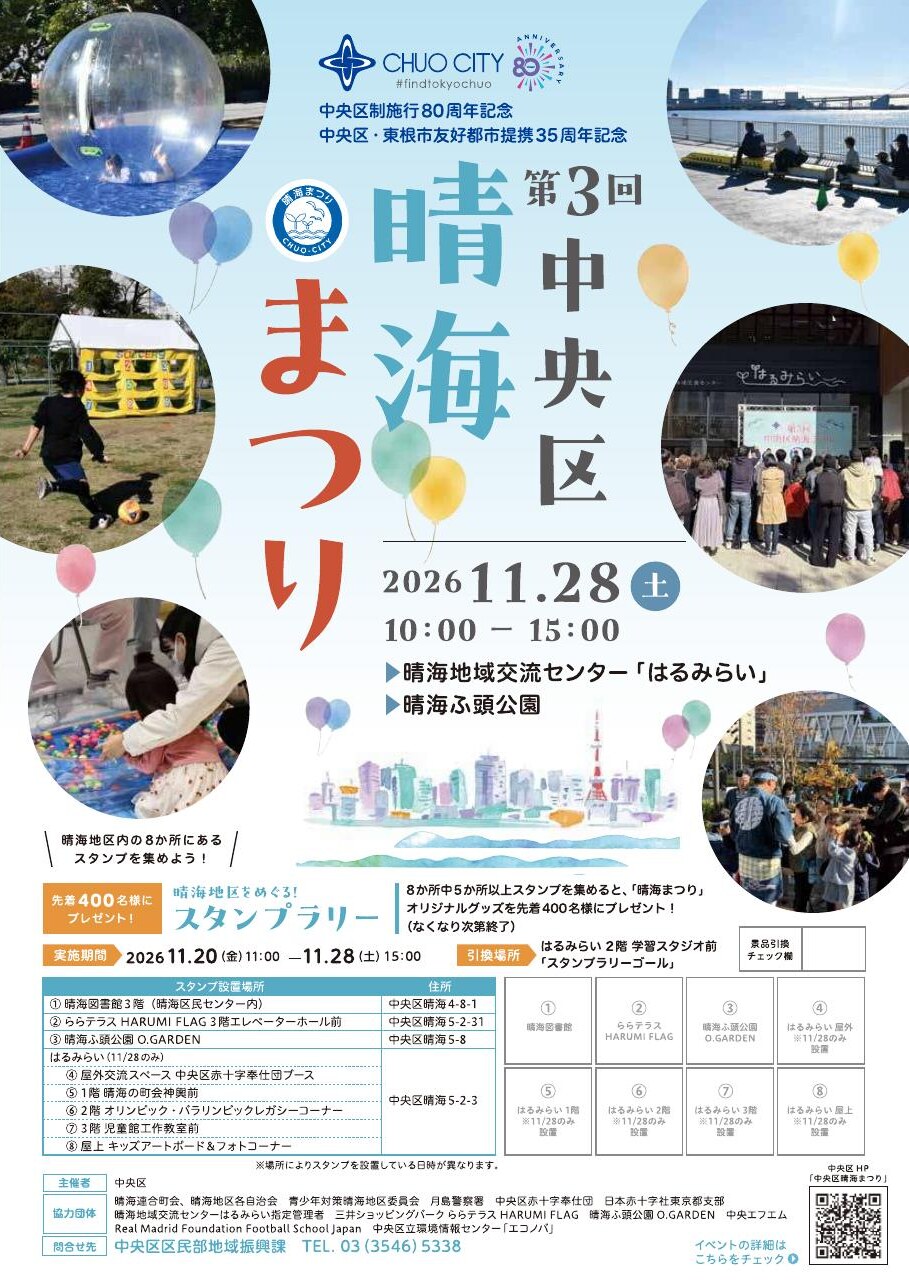 CHUO CITY
#findtokyochuo
80 ANNIVERSARY
中央区制施行80周年記念
中央区・東根市友好都市提携35周年記念
第3回
中央区
晴海
まつり
晴海まつり
CHUO-CITY
はるみらい
2026 11.28 土
10:00 − 15:00
▶晴海地域交流センター「はるみらい」
▶晴海ふ頭公園
晴海地区内の8か所にある
スタンプを集めよう！
先着400名様に
プレゼント！
晴海地区をめぐる!
スタンプラリー
8か所中5か所以上スタンプを集めると、「晴海まつり」
オリジナルグッズを先着400名様にプレゼント！
（なくなり次第終了）
実施期間 2026 11.20（金）11:00 ―11.28（土）15:00
引換場所 はるみらい 2階 学習スタジオ前
「スタンプラリーゴール」
景品引換
チェック欄
スタンプ設置場所 住所
① 晴海図書館3階（晴海区民センター内） 中央区晴海4-8-1
② ららテラス HARUMI FLAG 3階エレベーターホール前 中央区晴海5-2-31
③ 晴海ふ頭公園 O.GARDEN 中央区晴海5-8
はるみらい（11/28のみ）
④ 屋外交流スペース 中央区赤十字奉仕団ブース
⑤ 1階 晴海の町会神輿前
⑥ 2階 オリンピック・パラリンピックレガシーコーナー
⑦ 3階 児童館工作教室前
⑧ 屋上 キッズアートボード＆フォトコーナー
中央区晴海5-2-3
① 晴海図書館
② ららテラス HARUMI FLAG
③ 晴海ふ頭公園 O.GARDEN
④ はるみらい 屋外 ※11/28のみ設置
⑤ はるみらい 1階 ※11/28のみ設置
⑥ はるみらい 2階 ※11/28のみ設置
⑦ はるみらい 3階 ※11/28のみ設置
⑧ はるみらい 屋上 ※11/28のみ設置
※場所によりスタンプを設置している日時が異なります。
主催者 中央区
協力団体 晴海連合町会、晴海地区各自治会 青少年対策晴海地区委員会 月島警察署 中央区赤十字奉仕団 日本赤十字社東京都支部
晴海地域交流センターはるみらい指定管理者 三井ショッピングパーク ららテラス HARUMI FLAG 晴海ふ頭公園 O.GARDEN 中央エフエム
Real Madrid Foundation Football School Japan 中央区立環境情報センター「エコノバ」
問合せ先 中央区区民部地域振興課 TEL. 03（3546）5338
中央区 HP
「中央区晴海まつり」
イベントの詳細は
こちらをチェック